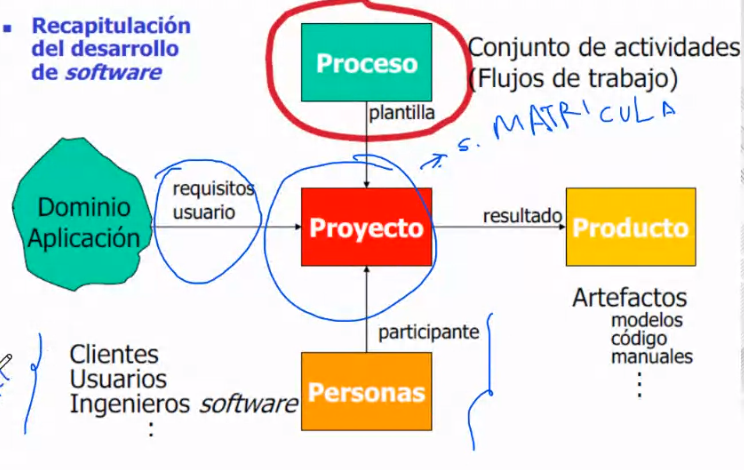 ▪ Recapitulación
del desarrollo
de software
Proceso
Conjunto de actividades
(Flujos de trabajo)
plantilla
s. MATRICULA
Dominio
Aplicación
requisitos
usuario
Proyecto
resultado
Producto
Artefactos
modelos
código
manuales
⋮
participante
Clientes
Usuarios
Ingenieros software
⋮
Personas